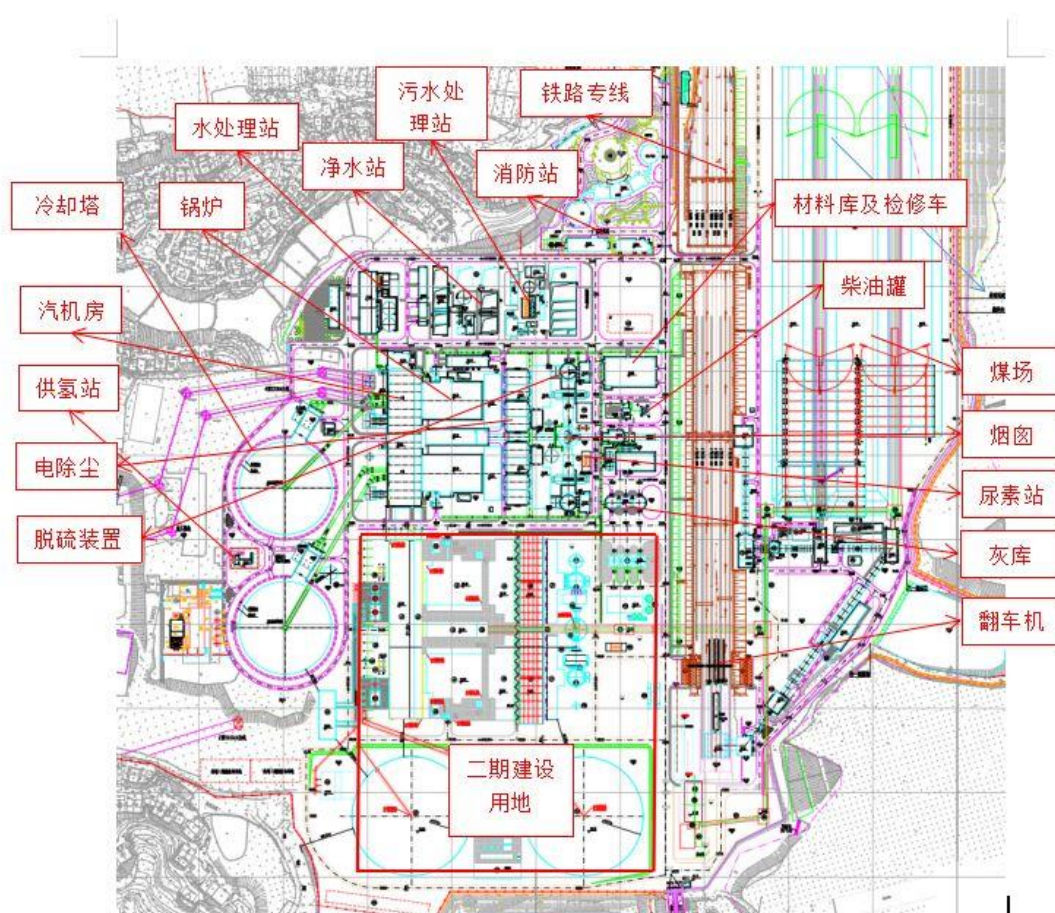 污水处
理站
铁路专线
水处理站
净水站
消防站
冷却塔
锅炉
材料库及检修车
汽机房
柴油罐
供氢站
煤场
电除尘
烟囱
脱硫装置
尿素站
灰库
翻车机
二期建设
用地